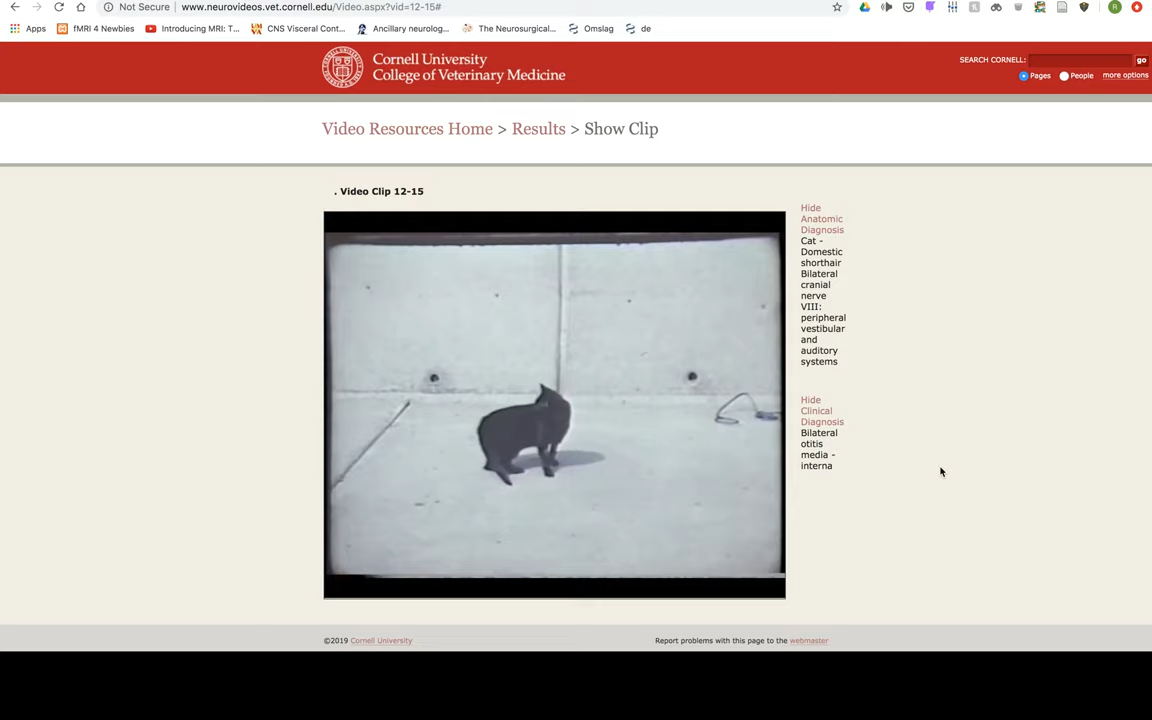 Not Secure
www.neurovideos.vet.cornell.edu/Video.aspx?vid=12-15#
R
Apps
fMRI 4 Newbies
Introducing MRI: T...
CNS Visceral Cont...
Ancillary neurolog...
The Neurosurgical...
Omslag
de
Cornell University
College of Veterinary Medicine
SEARCH CORNELL:
go
Pages
People
more options
Video Resources Home > Results > Show Clip
. Video Clip 12-15
Hide
Anatomic
Diagnosis
Cat -
Domestic
shorthair
Bilateral
cranial
nerve
VIII:
peripheral
vestibular
and
auditory
systems
Hide
Clinical
Diagnosis
Bilateral
otitis
media -
interna
©2019 Cornell University
Report problems with this page to the webmaster